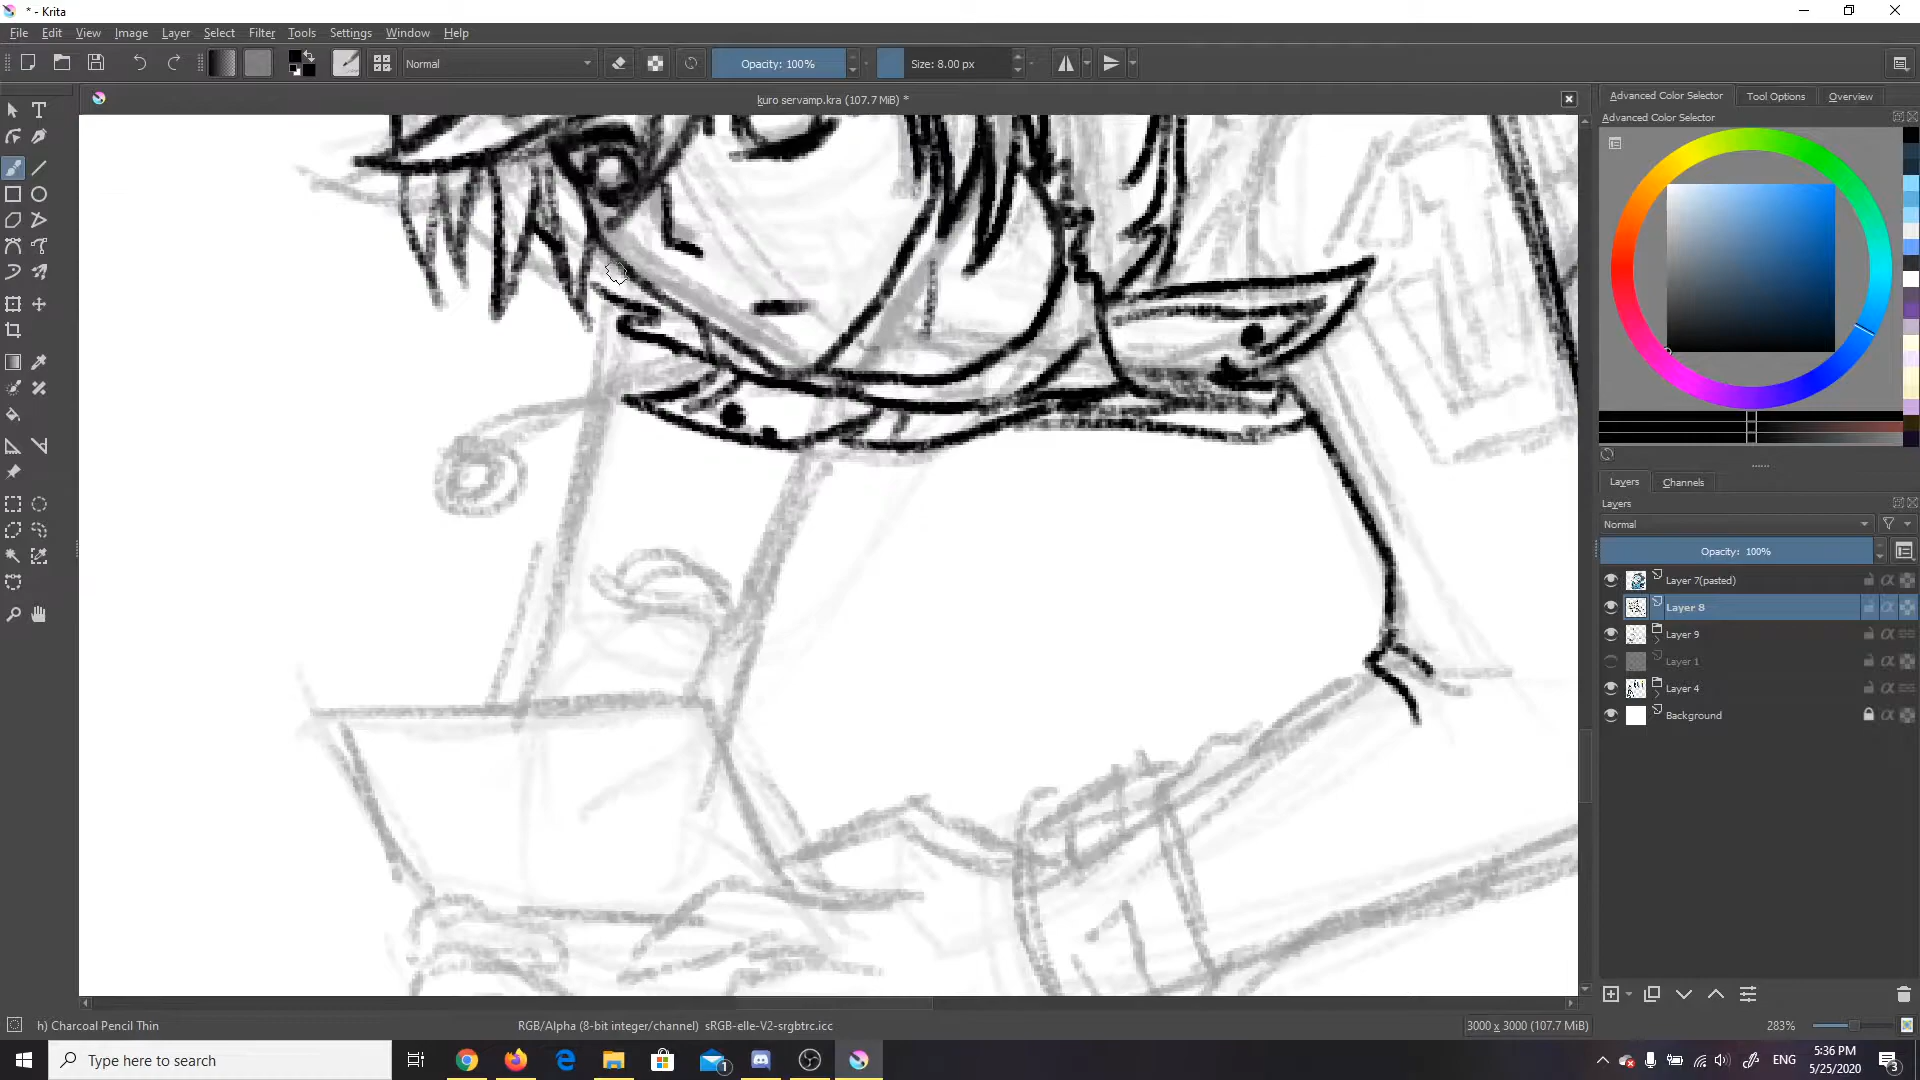 * - Krita
File Edit View Image Layer Select Filter Tools Settings Window Help
Normal
Opacity: 100%
Size: 8.00 px
kuro servamp.kra (107.7 MiB) *
Advanced Color Selector
Tool Options
Overview
Advanced Color Selector
Layers
Channels
Layers
Normal
Opacity: 100%
Layer 7(pasted)
Layer 8
Layer 9
Layer 1
Layer 4
Background
h) Charcoal Pencil Thin
RGB/Alpha (8-bit integer/channel) sRGB-elle-V2-srgbtrc.icc
3000 x 3000 (107.7 MiB)
283%
Type here to search
1
ENG
5:36 PM
5/25/2020
3